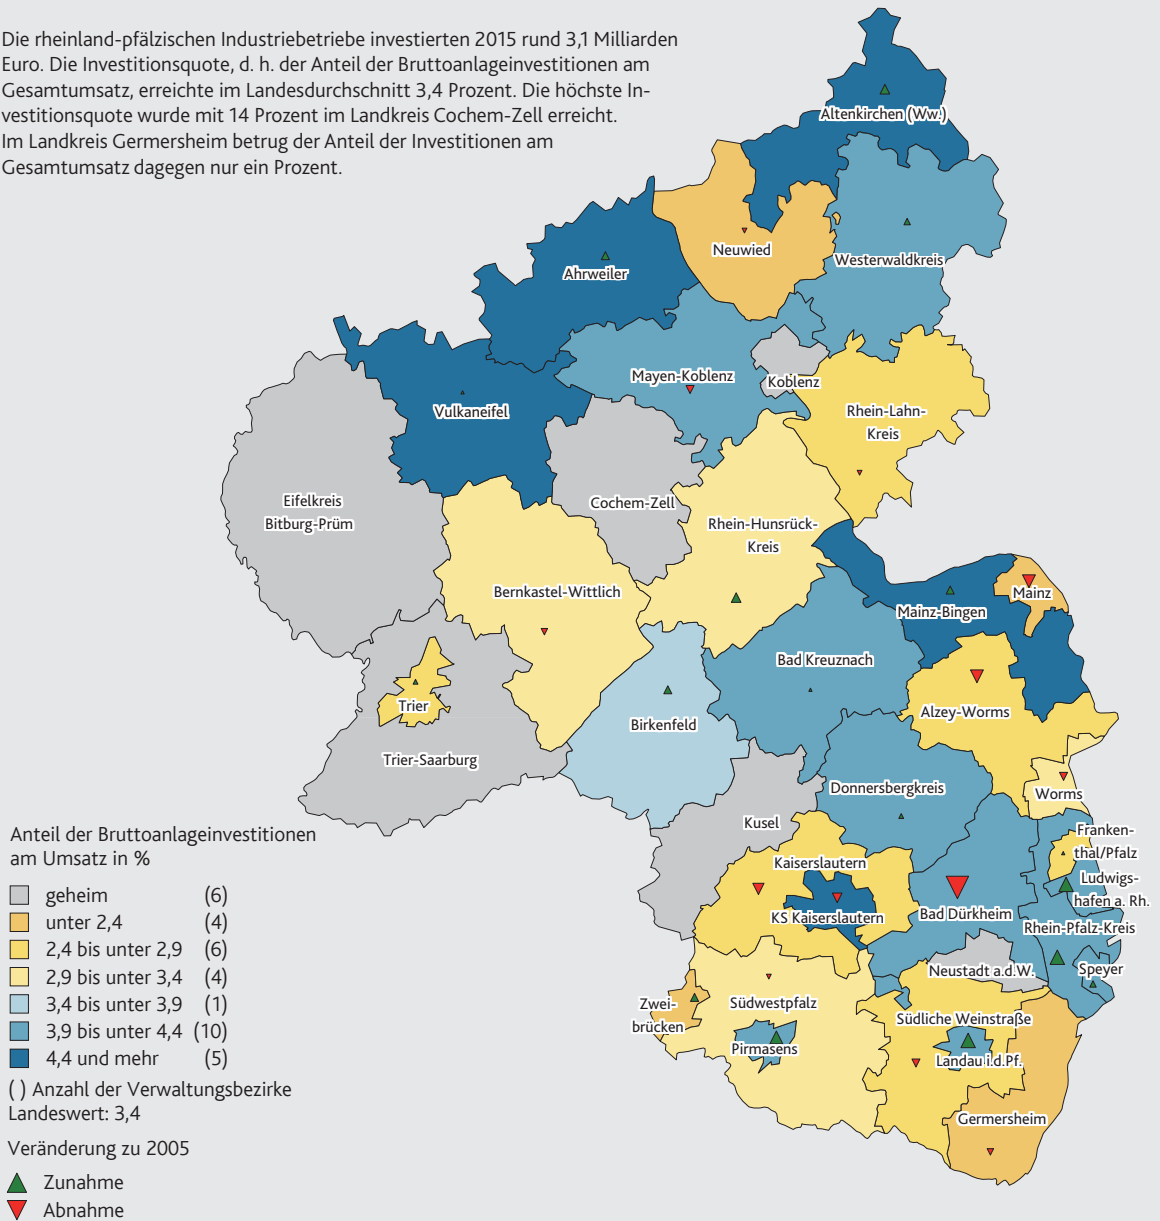 Die rheinland-pfälzischen Industriebetriebe investierten 2015 rund 3,1 Milliarden
Euro. Die Investitionsquote, d. h. der Anteil der Bruttoanlageinvestitionen am
Gesamtumsatz, erreichte im Landesdurchschnitt 3,4 Prozent. Die höchste In-
vestitionsquote wurde mit 14 Prozent im Landkreis Cochem-Zell erreicht.
Im Landkreis Germersheim betrug der Anteil der Investitionen am
Gesamtumsatz dagegen nur ein Prozent.
Altenkirchen (Ww.)
Neuwied
Westerwaldkreis
Ahrweiler
Mayen-Koblenz
Koblenz
Vulkaneifel
Rhein-Lahn-
Kreis
Eifelkreis
Bitburg-Prüm
Cochem-Zell
Rhein-Hunsrück-
Kreis
Bernkastel-Wittlich
Mainz
Mainz-Bingen
Bad Kreuznach
Trier
Birkenfeld
Alzey-Worms
Trier-Saarburg
Donnersbergkreis
Worms
Kusel
Franken-
thal/Pfalz
Kaiserslautern
Ludwigs-
hafen a. Rh.
KS Kaiserslautern
Bad Dürkheim
Rhein-Pfalz-Kreis
Neustadt a.d.W.
Speyer
Zwei-
brücken
Südwestpfalz
Südliche Weinstraße
Pirmasens
Landau i.d.Pf.
Germersheim
Anteil der Bruttoanlageinvestitionen
am Umsatz in %
geheim (6)
unter 2,4 (4)
2,4 bis unter 2,9 (6)
2,9 bis unter 3,4 (4)
3,4 bis unter 3,9 (1)
3,9 bis unter 4,4 (10)
4,4 und mehr (5)
( ) Anzahl der Verwaltungsbezirke
Landeswert: 3,4
Veränderung zu 2005
Zunahme
Abnahme